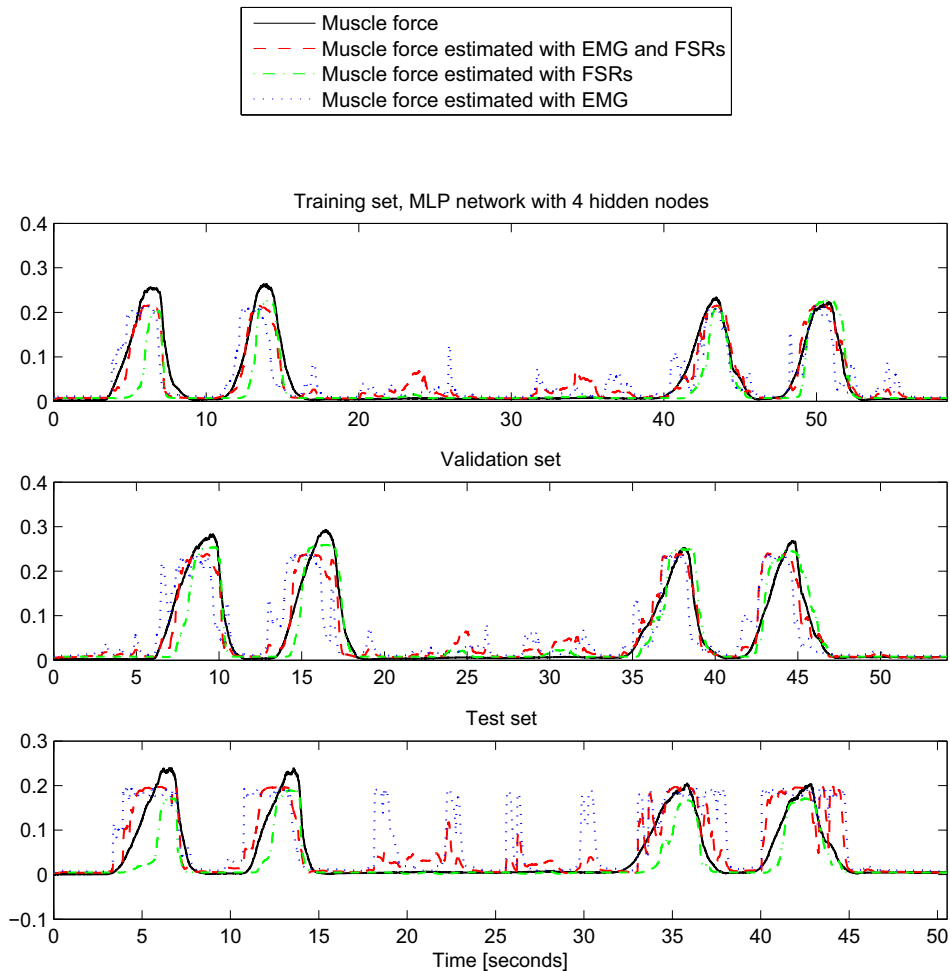 Muscle force
Muscle force estimated with EMG and FSRs
Muscle force estimated with FSRs
Muscle force estimated with EMG
Training set, MLP network with 4 hidden nodes
0.4
0.3
0.2
0.1
0
0 10 20 30 40 50
Validation set
0.4
0.3
0.2
0.1
0
0 5 10 15 20 25 30 35 40 45 50
Test set
0.3
0.2
0.1
0
−0.1
0 5 10 15 20 25 30 35 40 45 50
Time [seconds]